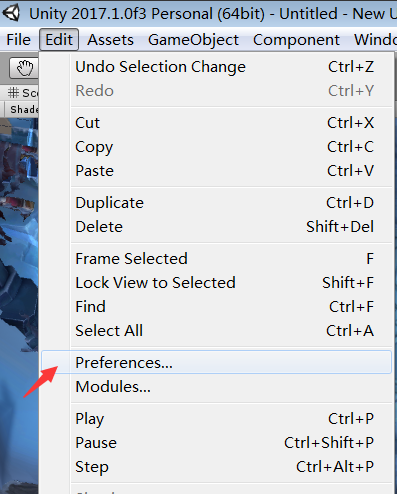 Unity 2017.1.0f3 Personal (64bit) - Untitled - New U
File Edit Assets GameObject Component Windo
Sce
Shade
Undo Selection Change Ctrl+Z
Redo Ctrl+Y
Cut Ctrl+X
Copy Ctrl+C
Paste Ctrl+V
Duplicate Ctrl+D
Delete Shift+Del
Frame Selected F
Lock View to Selected Shift+F
Find Ctrl+F
Select All Ctrl+A
Preferences...
Modules...
Play Ctrl+P
Pause Ctrl+Shift+P
Step Ctrl+Alt+P